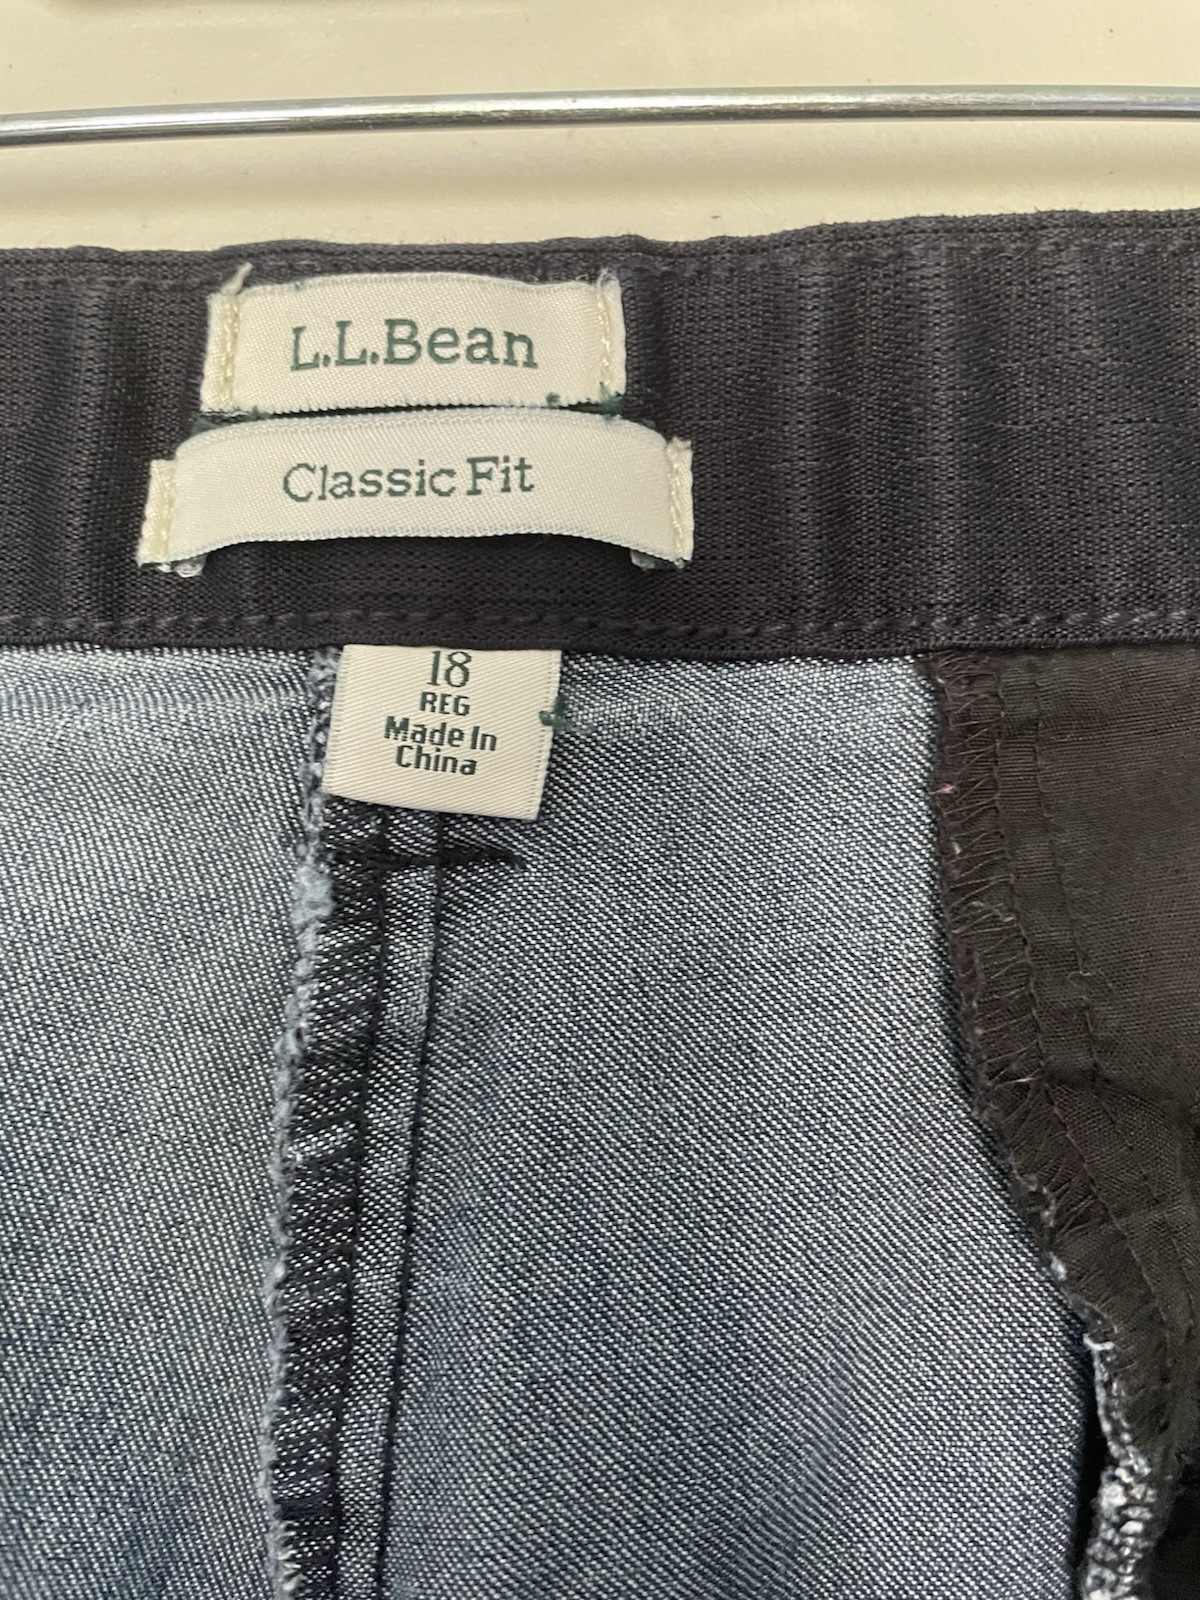 L.L.Bean
Classic Fit
18
REG
Made In
China